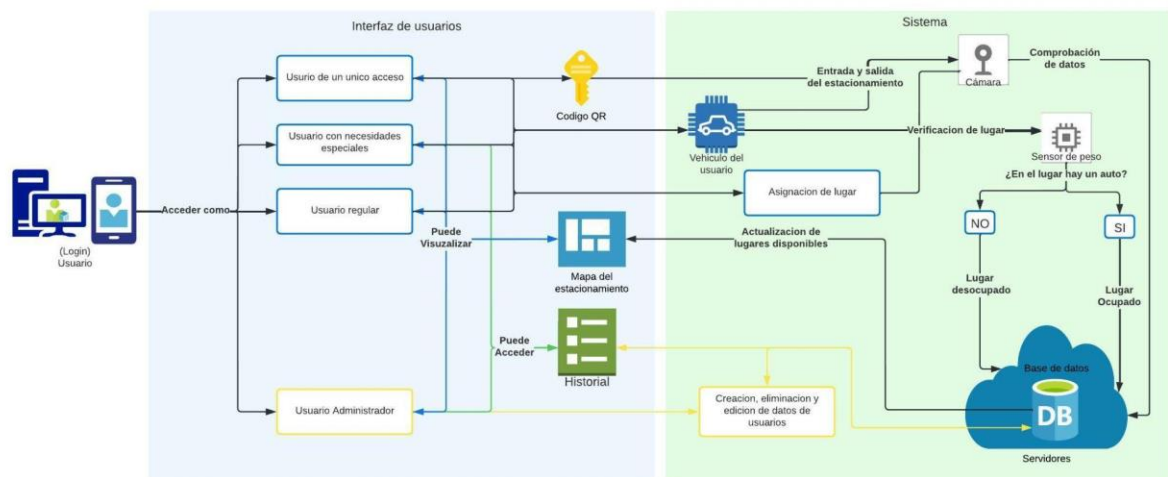 Interfaz de usuarios
Sistema
Usurio de un unico acceso
Usuario con necesidades
especiales
Usuario regular
Usuario Administrador
(Login)
Usuario
Acceder como
Codigo QR
Puede
Visuzalizar
Mapa del
estacionamiento
Puede
Acceder
Historial
Entrada y salida
del estacionamiento
Cámara
Comprobación
de datos
Vehiculo del
usuario
Verificacion de lugar
Sensor de peso
¿En el lugar hay un auto?
Asignacion de lugar
NO
SI
Actualizacion de
lugares disponibles
Lugar
desocupado
Lugar
Ocupado
Base de datos
DB
Servidores
Creacion, eliminacion y
edicion de datos de
usuarios